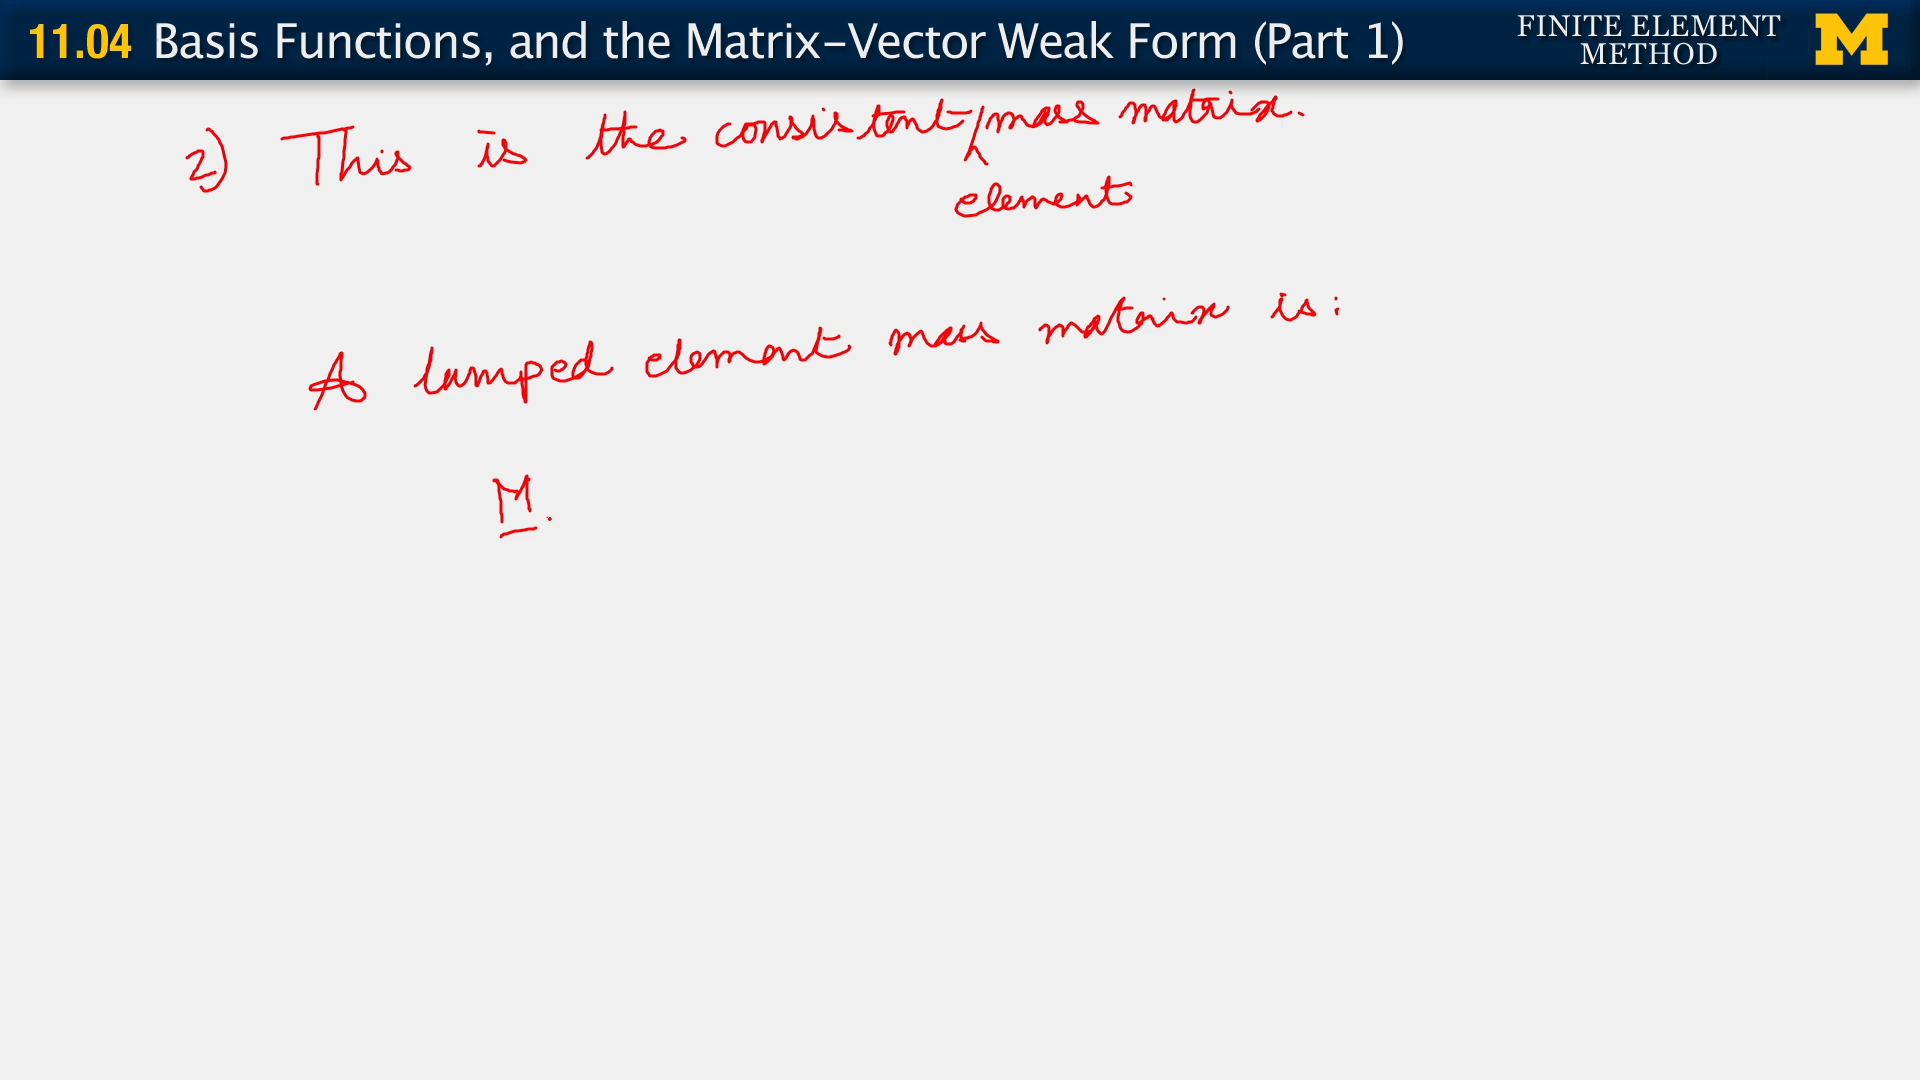 11.04 Basis Functions, and the Matrix–Vector Weak Form (Part 1)
FINITE ELEMENT
METHOD
M
2) This is the consistent mass matrix.
element
A lumped element mass matrix is:
M.